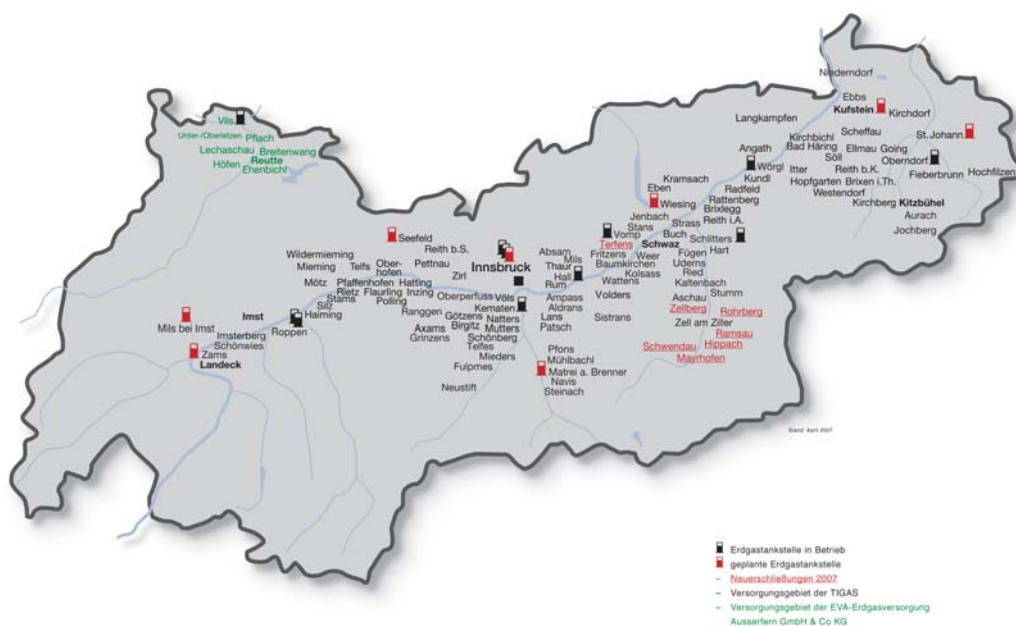 Niederndorf
Ebbs
Kufstein
Kirchdorf
Langkampfen
Vils
Unter-/Oberletzen
Pflach
Lechaschau
Breitenwang
Reutte
Höfen
Ehenbichl
Kirchbichl
Scheffau
St. Johann
Angath
Bad Häring
Ellmau
Going
Söll
Oberndorf
Wörgl
Itter
Reith b.K.
Fieberbrunn
Hochfilzen
Kramsach
Kundl
Hopfgarten
Brixen i.Th.
Eben
Radfeld
Westendorf
Wiesing
Rattenberg
Kirchberg
Kitzbühel
Jenbach
Brixlegg
Aurach
Stans
Strass
Reith i.A.
Jochberg
Seefeld
Vomp
Buch
Schlitters
Terfens
Schwaz
Hart
Wildermieming
Reith b.S.
Absam
Fritzens
Weer
Fügen
Mieming
Telfs
Ober-
hofen
Pettnau
Innsbruck
Mils
Thaur
Baumkirchen
Uderns
Zirl
Hall
Kolsass
Ried
Mötz
Pfaffenhofen
Hatting
Rum
Wattens
Kaltenbach
Rietz
Flaurling
Inzing
Oberperfuss
Völs
Ampass
Volders
Stumm
Stams
Polling
Aschau
Silz
Ranggen
Kematen
Aldrans
Zellberg
Rohrberg
Haiming
Götzens
Natters
Lans
Sistrans
Imst
Axams
Birgitz
Mutters
Patsch
Zell am Ziller
Mils bei Imst
Roppen
Grinzens
Schönberg
Ramsau
Imsterberg
Telfes
Hippach
Schönwies
Mieders
Pfons
Schwendau
Zams
Fulpmes
Mühlbachl
Mayrhofen
Landeck
Matrei a. Brenner
Neustift
Navis
Steinach
Stand: April 2007
Erdgastankstelle in Betrieb
geplante Erdgastankstelle
– Neuerschließungen 2007
– Versorgungsgebiet der TIGAS
– Versorgungsgebiet der EVA-Erdgasversorgung
Ausserfern GmbH & Co KG